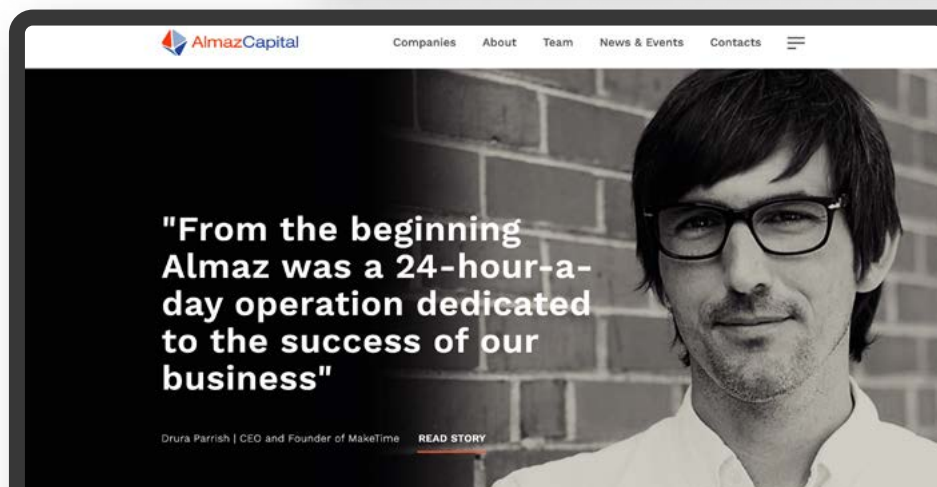 AlmazCapital
Companies About Team News & Events Contacts
"From the beginning
Almaz was a 24-hour-a-
day operation dedicated
to the success of our
business"
Drura Parrish | CEO and Founder of MakeTime READ STORY